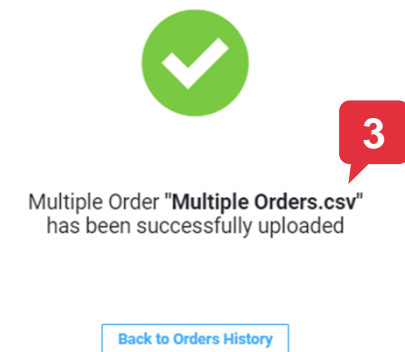 3
Multiple Order "Multiple Orders.csv"
has been successfully uploaded
Back to Orders History